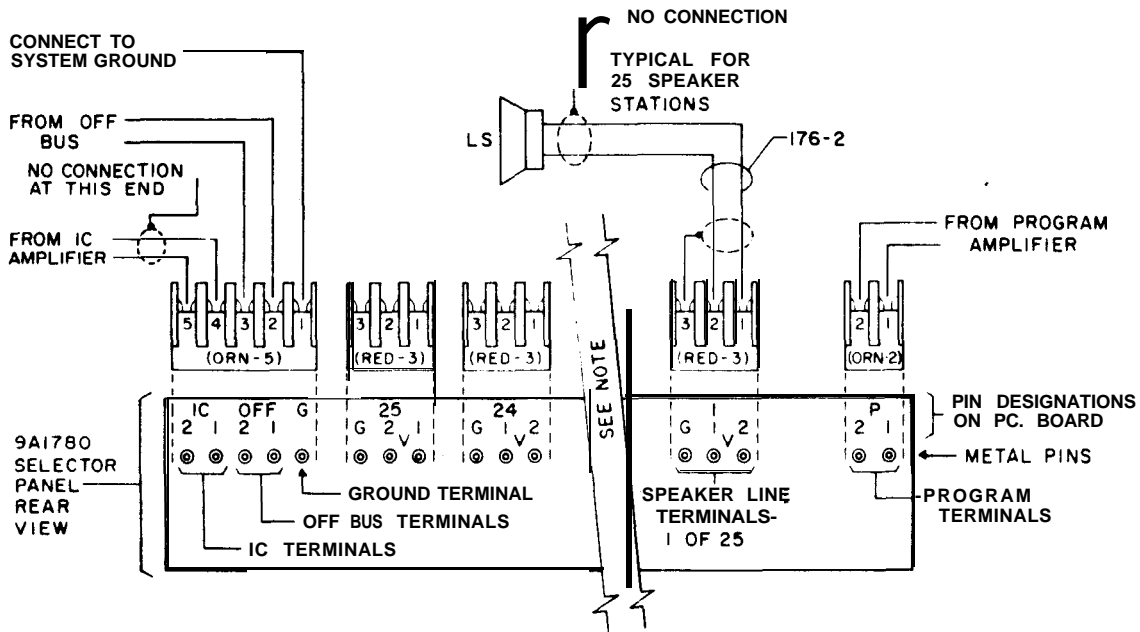 NO CONNECTION
CONNECT TO
SYSTEM GROUND
TYPICAL FOR
25 SPEAKER
STATIONS
FROM OFF
BUS
LS
176-2
NO CONNECTION
AT THIS END
FROM IC
AMPLIFIER
FROM PROGRAM
AMPLIFIER
5 4 3 2 1
(ORN-5)
3 2 1
(RED-3)
3 2 1
(RED-3)
3 2 1
(RED-3)
2 1
(ORN-2)
SEE NOTE
IC OFF G
2 1 2 1
25
G 2 V 1
24
G 1 V 2
1
G 1 V 2
P
2 1
PIN DESIGNATIONS
ON PC. BOARD
METAL PINS
9A1780
SELECTOR
PANEL
REAR
VIEW
GROUND TERMINAL
OFF BUS TERMINALS
IC TERMINALS
SPEAKER LINE
TERMINALS-
1 OF 25
PROGRAM
TERMINALS